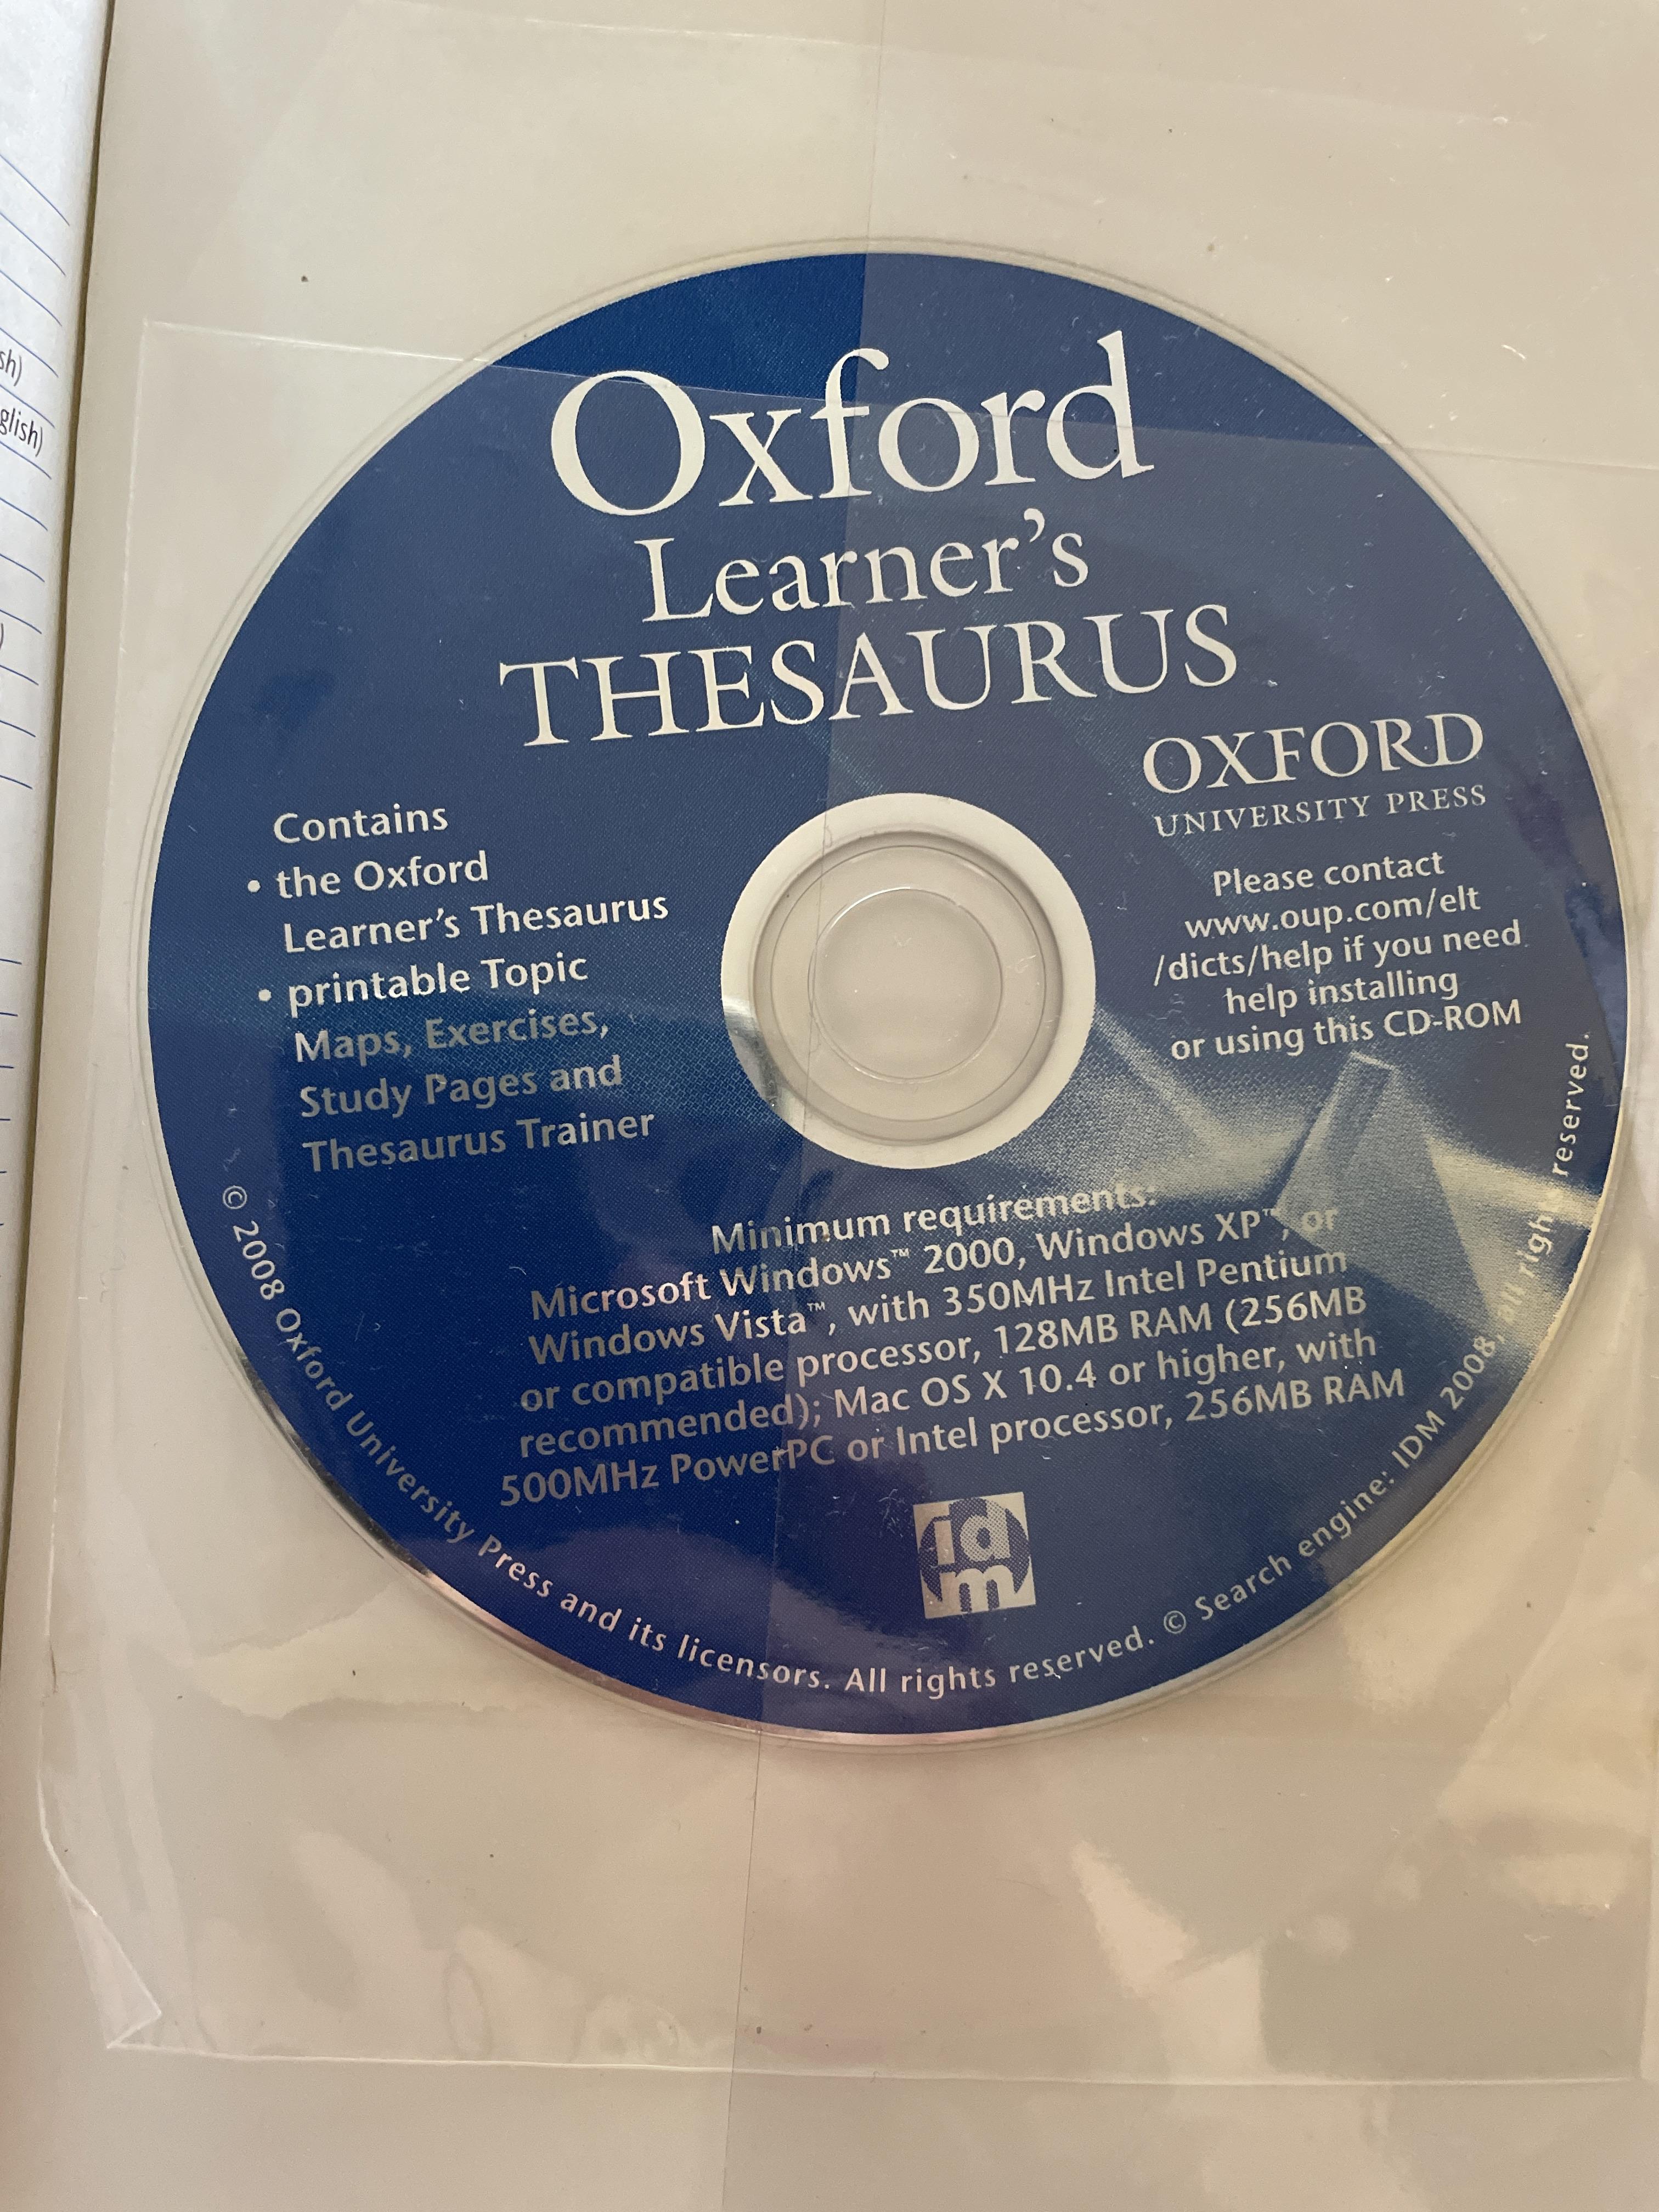 sh)
glish)
)
Oxford
Learner's
THESAURUS
OXFORD
UNIVERSITY PRESS
Contains
• the Oxford
Learner's Thesaurus
• printable Topic
Maps, Exercises,
Study Pages and
Thesaurus Trainer
Please contact
www.oup.com/elt
/dicts/help if you need
help installing
or using this CD-ROM
Minimum requirements:
Microsoft Windows™ 2000, Windows XP™, or
Windows Vista™, with 350MHz Intel Pentium
or compatible processor, 128MB RAM (256MB
recommended); Mac OS X 10.4 or higher, with
500MHz PowerPC or Intel processor, 256MB RAM
idm
© 2008 Oxford University Press and its licensors. All rights reserved. © Search engine: IDM 2008, all rights reserved.